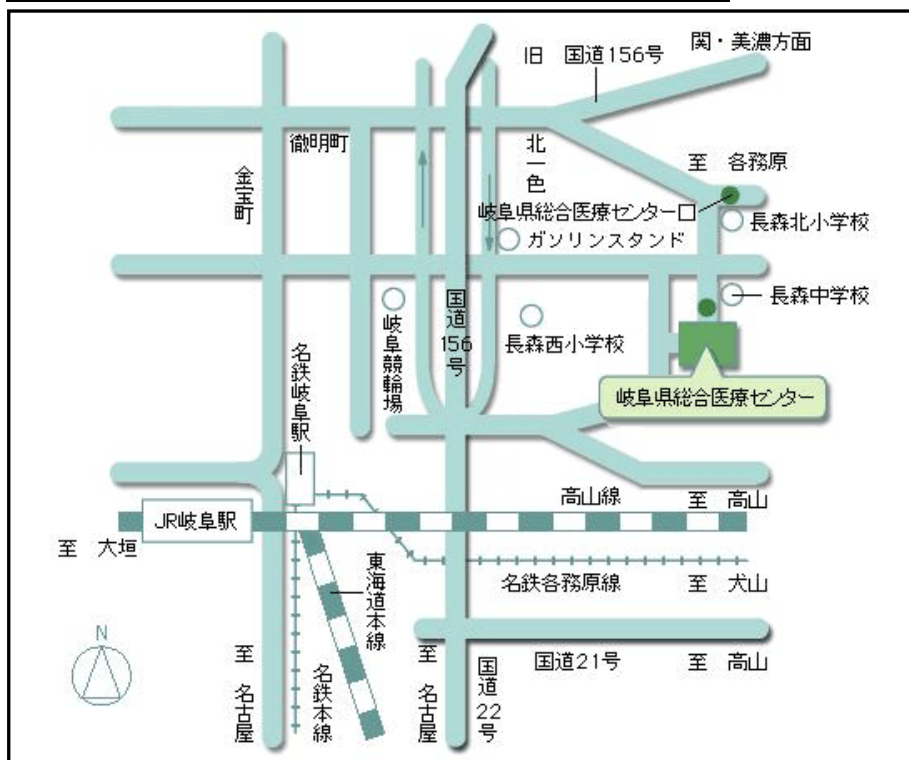 関・美濃方面
旧 国道156号
徹明町
北一色
至 各務原
金宝町
岐阜県総合医療センター口
長森北小学校
ガソリンスタンド
長森中学校
国道156号
岐阜競輪場
長森西小学校
名鉄岐阜駅
岐阜県総合医療センター
高山線
至 高山
JR岐阜駅
至 大垣
東海道本線
名鉄各務原線
至 犬山
N
至 名古屋
名鉄本線
至 名古屋
国道22号
国道21号
至 高山